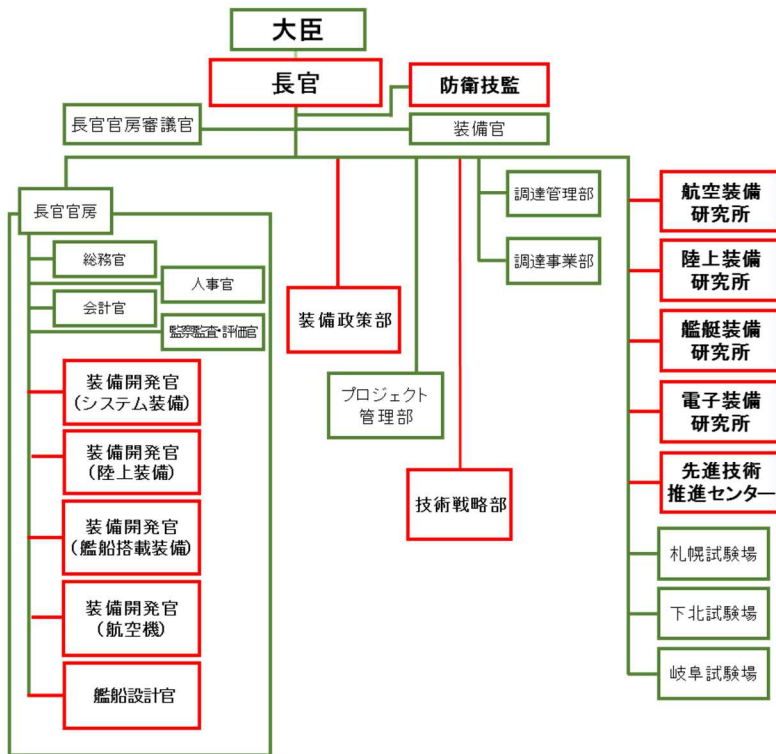 大臣
長官
防衛技監
長官官房審議官
装備官
長官官房
総務官
人事官
会計官
監察監査・評価官
装備開発官
(システム装備)
装備開発官
(陸上装備)
装備開発官
(艦船搭載装備)
装備開発官
(航空機)
艦船設計官
装備政策部
プロジェクト
管理部
技術戦略部
調達管理部
調達事業部
航空装備
研究所
陸上装備
研究所
艦艇装備
研究所
電子装備
研究所
先進技術
推進センター
札幌試験場
下北試験場
岐阜試験場